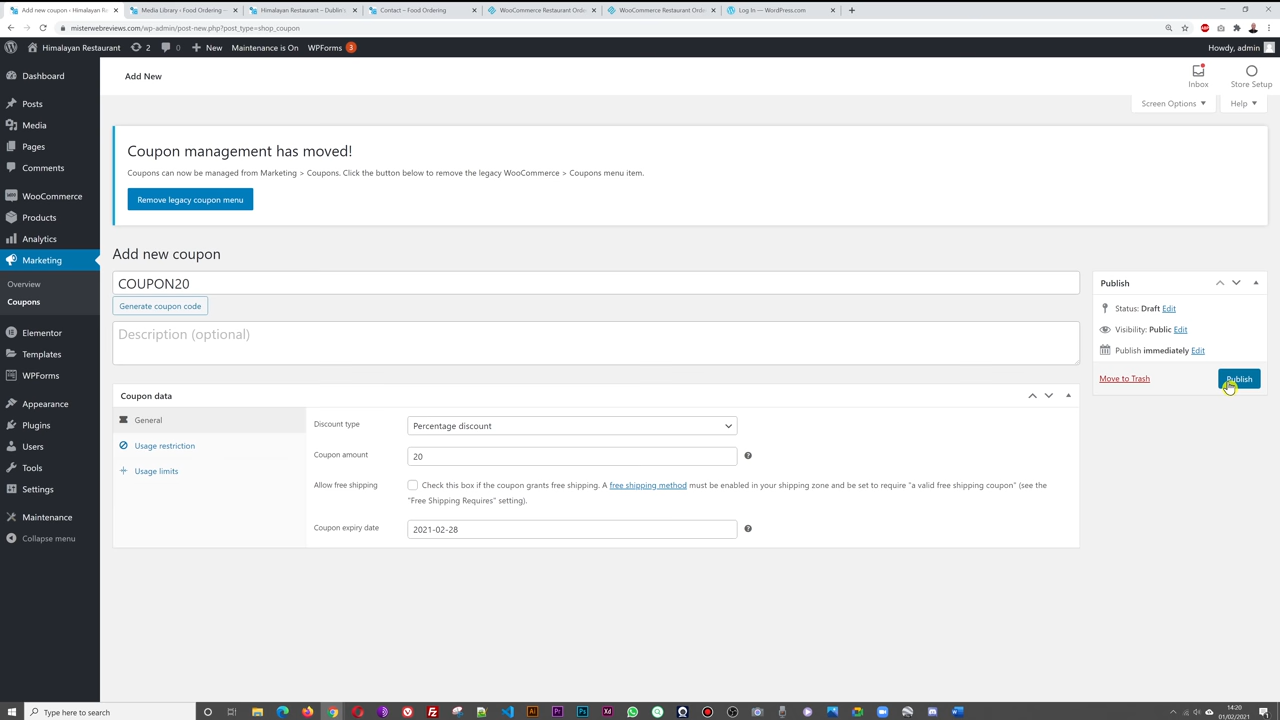 Add new coupon - Himalayan Re
Media Library ‹ Food Ordering —
Himalayan Restaurant – Dublin's
Contact – Food Ordering
WooCommerce Restaurant Ord
WooCommerce Restaurant Ord
Log In — WordPress.com
misterwebreviews.com/wp-admin/post-new.php?post_type=shop_coupon
Himalayan Restaurant 2 0 New Maintenance is On WPForms 3 Howdy, admin
Dashboard
Posts
Media
Pages
Comments
WooCommerce
Products
Analytics
Marketing
Overview
Coupons
Elementor
Templates
WPForms
Appearance
Plugins
Users
Tools
Settings
Maintenance
Collapse menu
Add New
Inbox
Store Setup
Screen Options ▼
Help ▼
Coupon management has moved!
Coupons can now be managed from Marketing > Coupons. Click the button below to remove the legacy WooCommerce > Coupons menu item.
Remove legacy coupon menu
Add new coupon
COUPON20
Generate coupon code
Description (optional)
Coupon data
General
Usage restriction
Usage limits
Discount type
Percentage discount
Coupon amount
20
Allow free shipping
Check this box if the coupon grants free shipping. A free shipping method must be enabled in your shipping zone and be set to require "a valid free shipping coupon" (see the
"Free Shipping Requires" setting).
Coupon expiry date
2021-02-28
Publish
Status: Draft Edit
Visibility: Public Edit
Publish immediately Edit
Move to Trash
Publish
Type here to search
14:20
01/02/2021